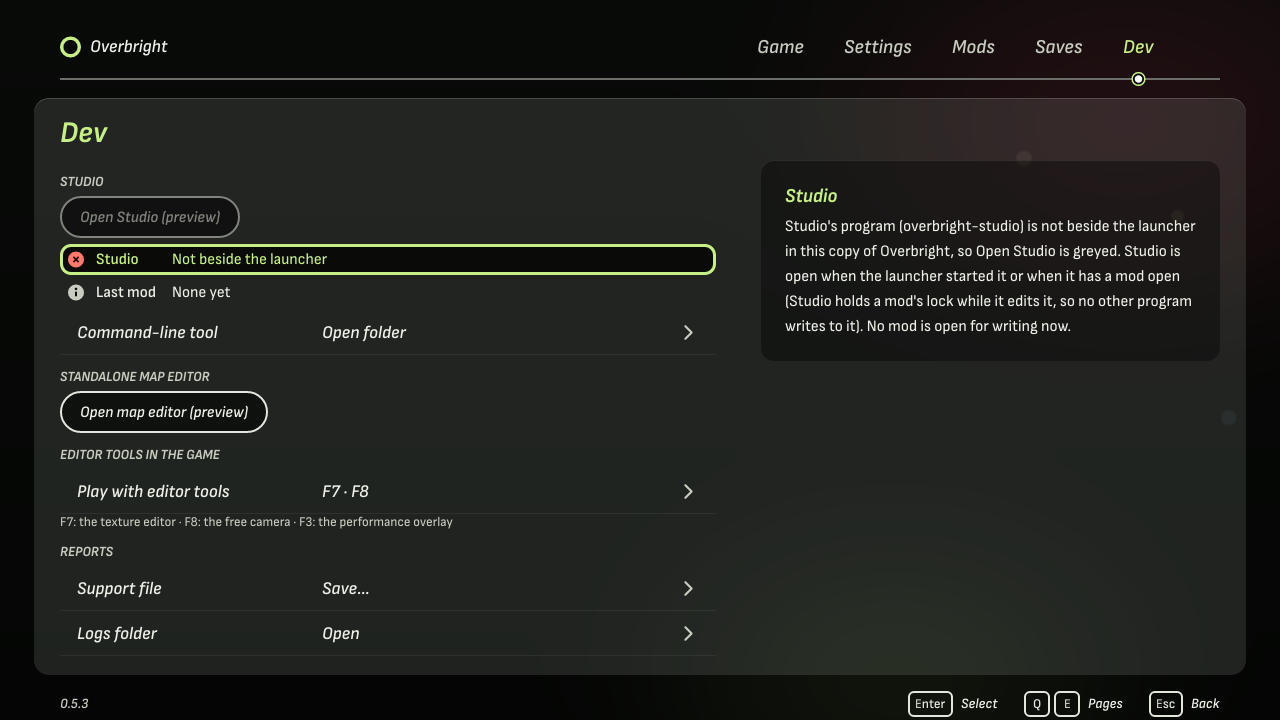 Overbright
Game Settings Mods Saves Dev
Dev
STUDIO
Open Studio (preview)
Studio Not beside the launcher
Last mod None yet
Command-line tool Open folder
STANDALONE MAP EDITOR
Open map editor (preview)
EDITOR TOOLS IN THE GAME
Play with editor tools F7 · F8
F7: the texture editor · F8: the free camera · F3: the performance overlay
REPORTS
Support file Save...
Logs folder Open
Studio
Studio's program (overbright-studio) is not beside the launcher
in this copy of Overbright, so Open Studio is greyed. Studio is
open when the launcher started it or when it has a mod open
(Studio holds a mod's lock while it edits it, so no other program
writes to it). No mod is open for writing now.
0.5.3
Enter Select Q E Pages Esc Back